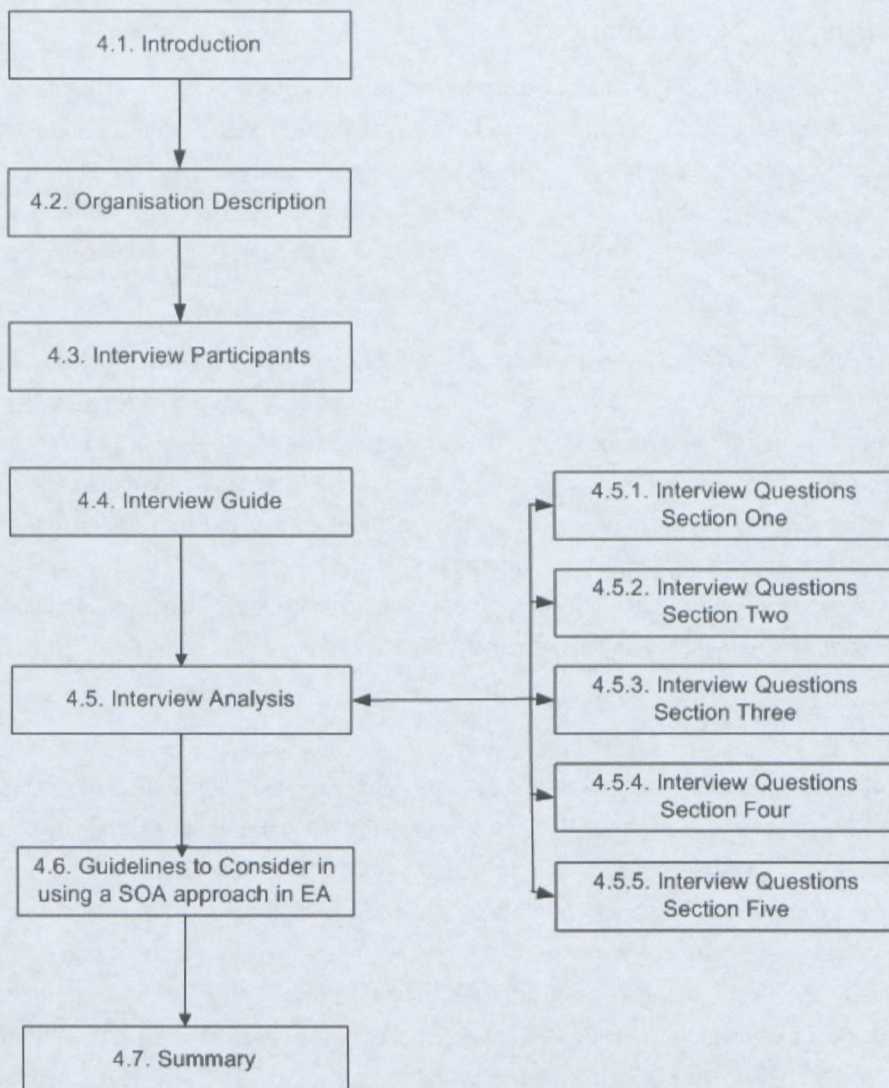 4.1. Introduction
4.2. Organisation Description
4.3. Interview Participants
4.4. Interview Guide
4.5. Interview Analysis
4.6. Guidelines to Consider in
using a SOA approach in EA
4.7. Summary
4.5.1. Interview Questions
Section One
4.5.2. Interview Questions
Section Two
4.5.3. Interview Questions
Section Three
4.5.4. Interview Questions
Section Four
4.5.5. Interview Questions
Section Five